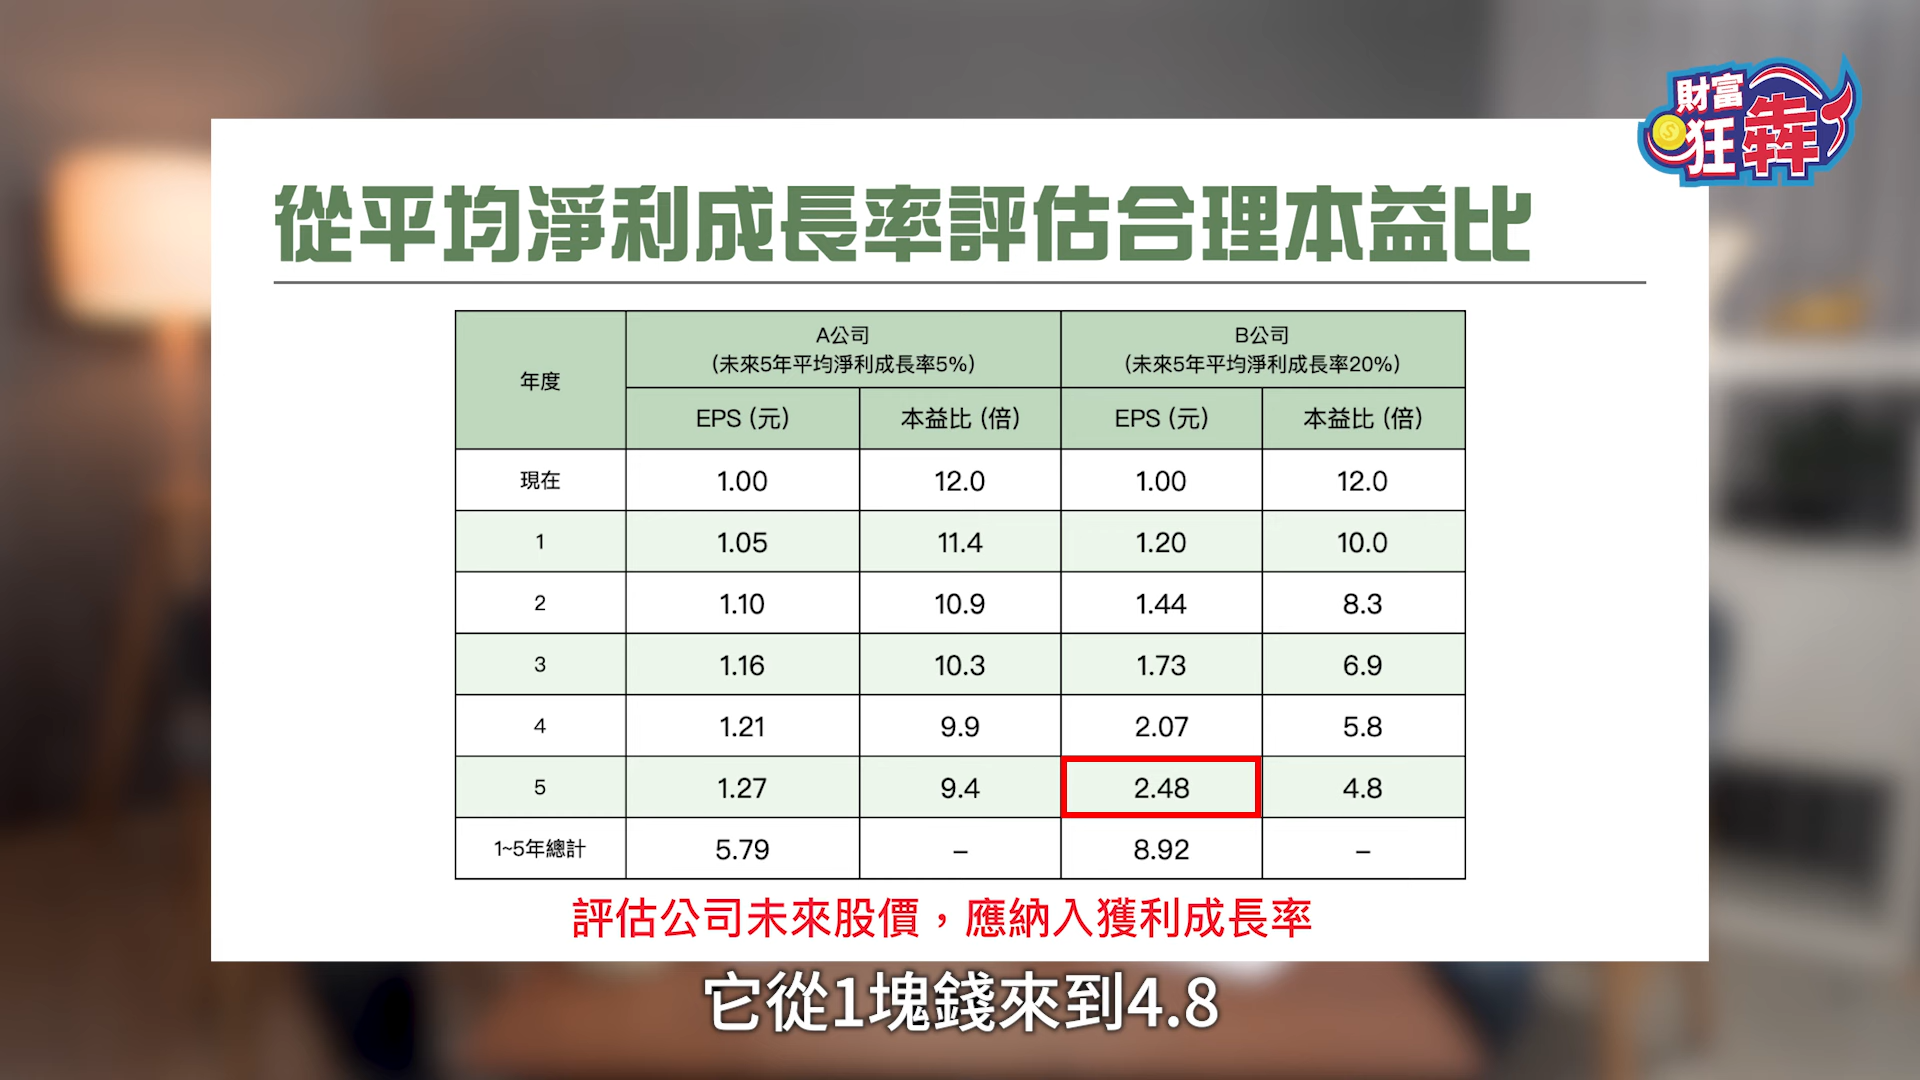 財富
狂犇
從平均淨利成長率評估合理本益比
年度 A公司 (未來5年平均淨利成長率5%) B公司 (未來5年平均淨利成長率20%)
EPS (元) 本益比 (倍) EPS (元) 本益比 (倍)
現在 1.00 12.0 1.00 12.0
1 1.05 11.4 1.20 10.0
2 1.10 10.9 1.44 8.3
3 1.16 10.3 1.73 6.9
4 1.21 9.9 2.07 5.8
5 1.27 9.4 2.48 4.8
1~5年總計 5.79 – 8.92 –
評估公司未來股價，應納入獲利成長率
它從1塊錢來到4.8